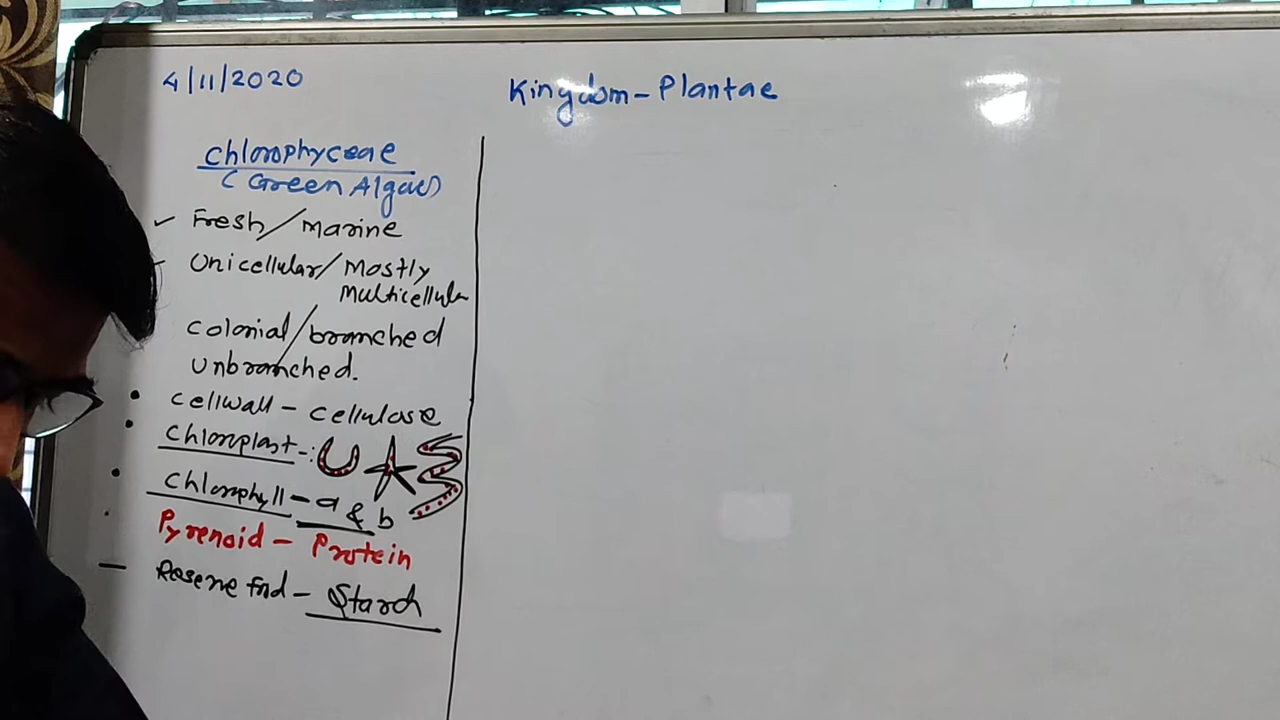 4/11/2020
Kingdom - Plantae
Chlorophyceae
(Green Algae)
Fresh/marine
Unicellular/Mostly
Multicellular
Colonial/branched
Unbranched.
Cellwall - Cellulose
Chloroplast -:
Chlorophyll - a & b
Pyrenoid - Protein
Reserve Food - Starch